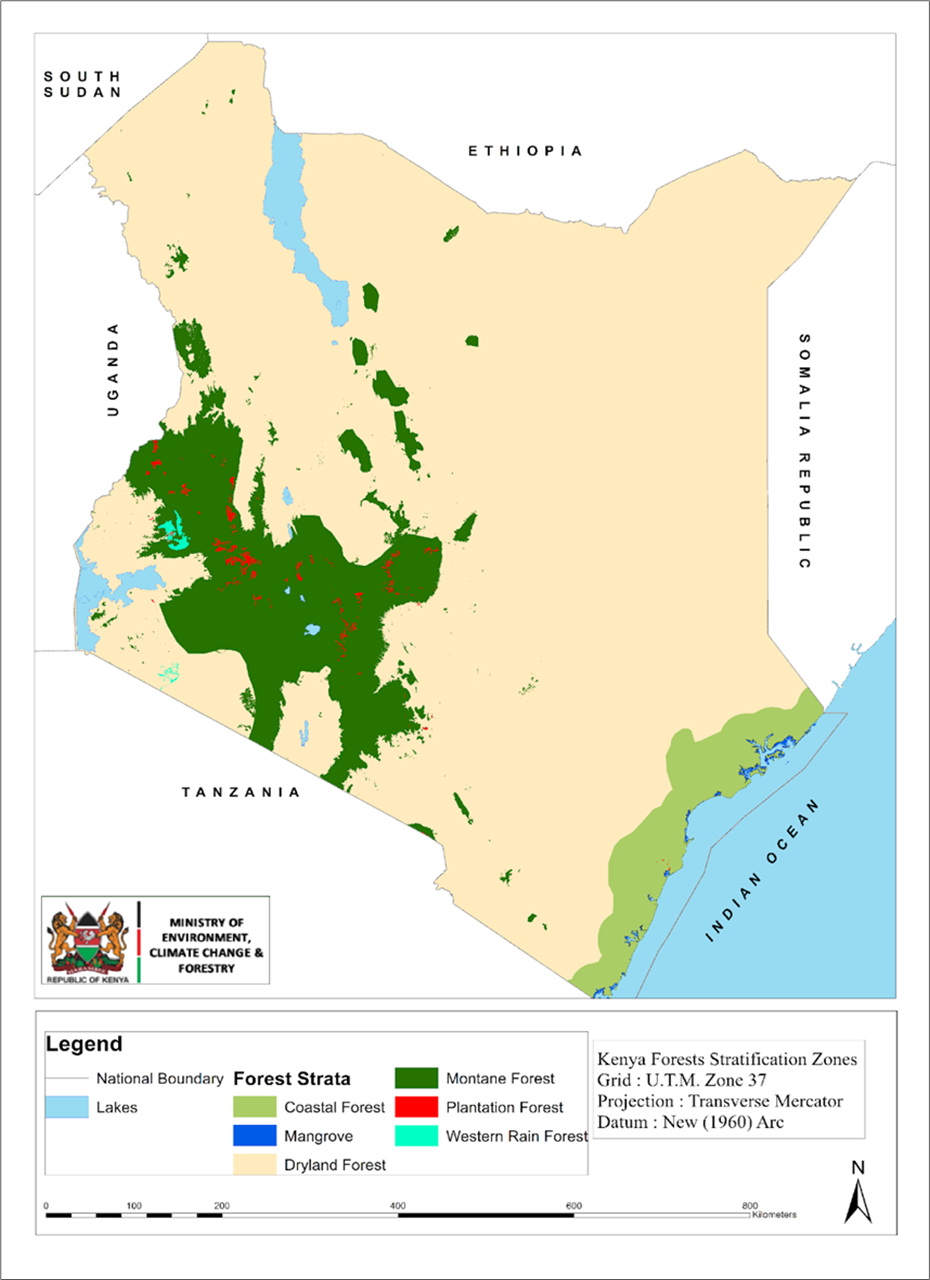 SOUTH
SUDAN
ETHIOPIA
UGANDA
SOMALIA REPUBLIC
TANZANIA
INDIAN OCEAN
MINISTRY OF
ENVIRONMENT,
CLIMATE CHANGE &
FORESTRY
REPUBLIC OF KENYA
Legend
National Boundary
Lakes
Forest Strata
Coastal Forest
Mangrove
Dryland Forest
Montane Forest
Plantation Forest
Western Rain Forest
Kenya Forests Stratification Zones
Grid : U.T.M. Zone 37
Projection : Transverse Mercator
Datum : New (1960) Arc
N
0 100 200 400 600 800
Kilometers